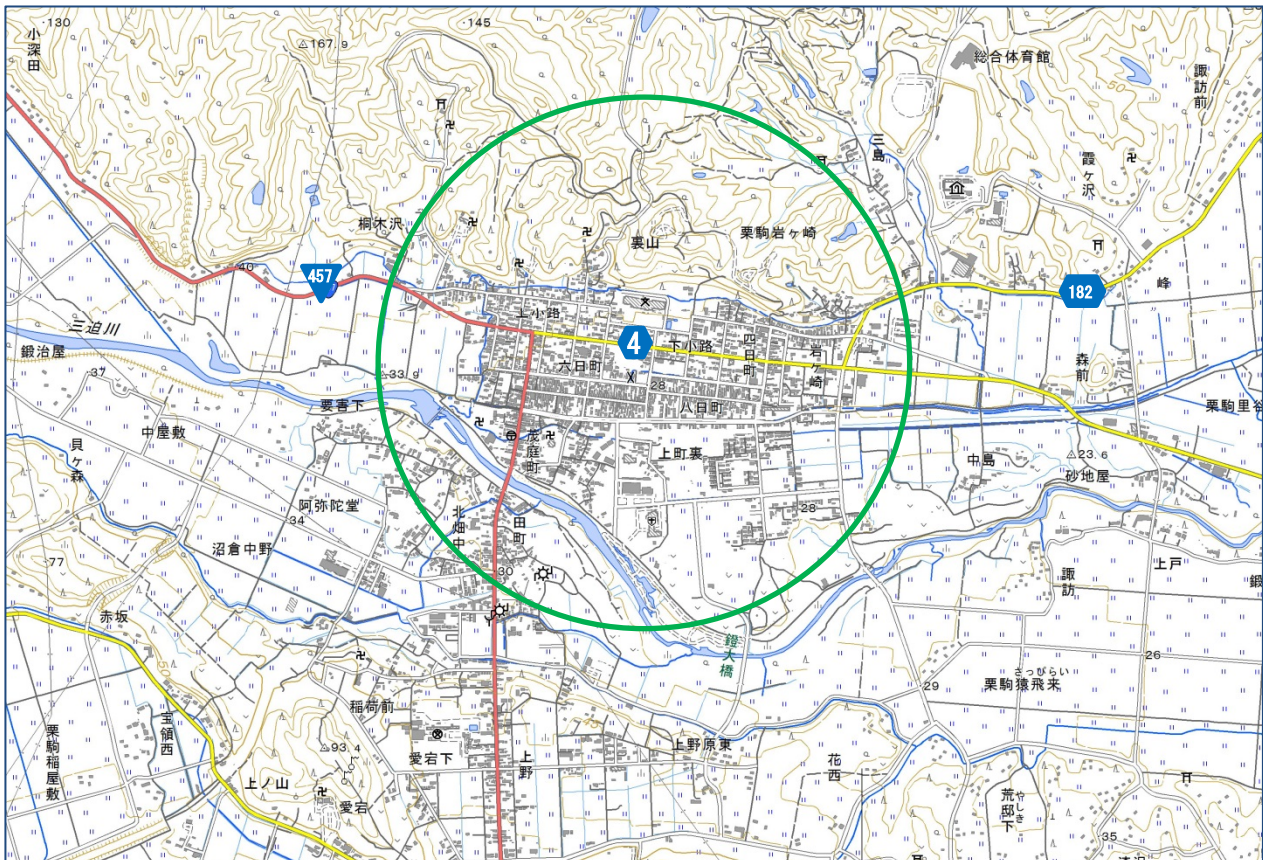 130
145
小深田
167.9
総合体育館
諏訪前
50
三島
霞ヶ沢
桐木沢
裏山
栗駒岩ヶ崎
40
457
182
峰
三迫川
上小路
4
下小路
四日町
岩ヶ崎
鍛治屋
六日町
森前
37
33.9
28
八日町
要害下
栗駒里谷
中屋敷
茂庭町
貝ヶ森
上町裏
中島
23.6
砂地屋
阿弥陀堂
北畑中
田町
28
34
沼倉中野
上戸
77
30
諏訪
鍛
赤坂
鐙大橋
26
さっぴらい
栗駒猿飛来
29
稲荷前
宝領西
栗駒稲屋敷
93.4
愛宕下
上野
上野原東
花西
上ノ山
愛宕
やしき
荒邸下
35